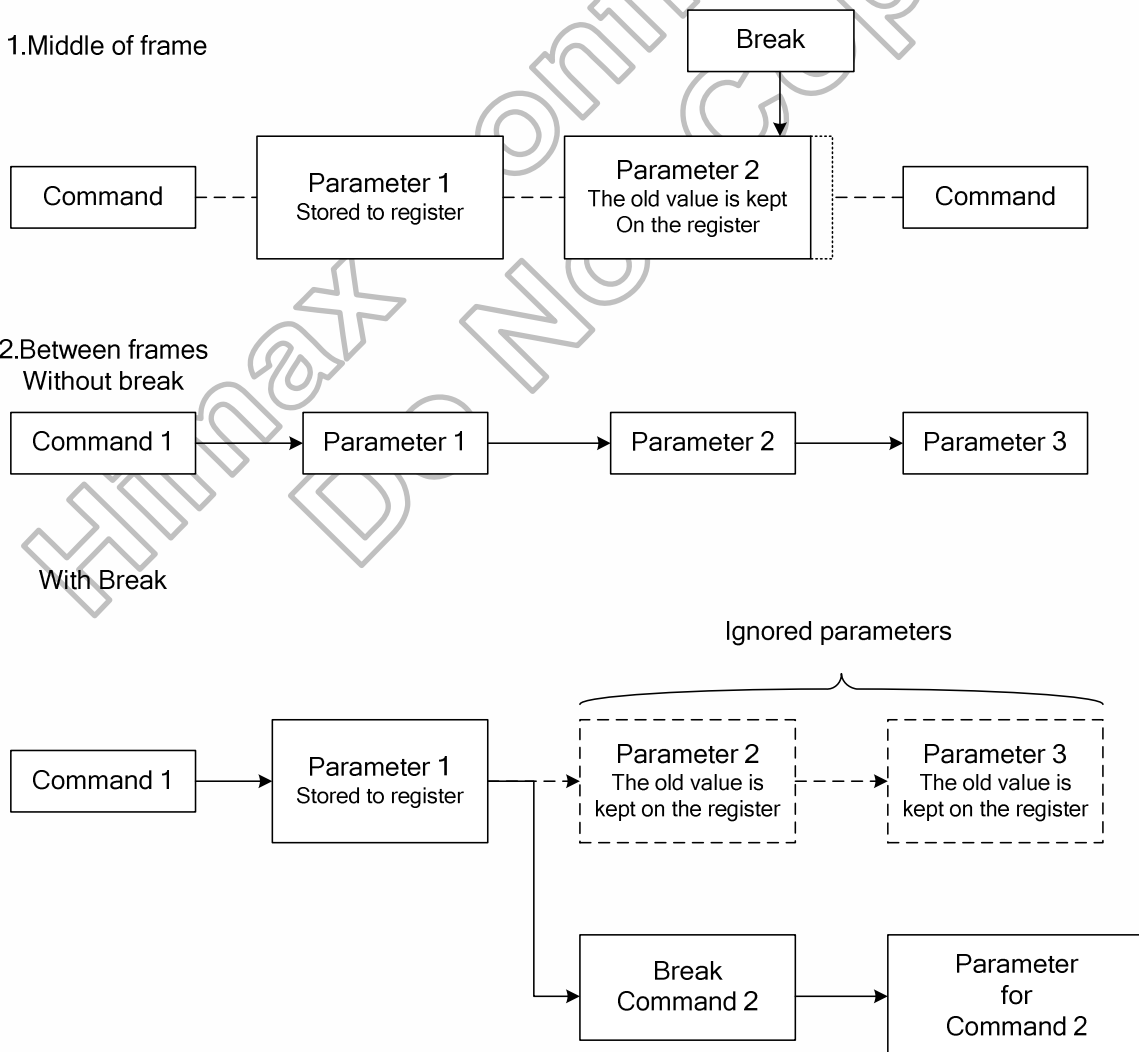 1.Middle of frame
Break
Command
Parameter 1
Stored to register
Parameter 2
The old value is kept
On the register
Command
2.Between frames
Without break
Command 1
Parameter 1
Parameter 2
Parameter 3
With Break
Ignored parameters
Command 1
Parameter 1
Stored to register
Parameter 2
The old value is
kept on the register
Parameter 3
The old value is
kept on the register
Break
Command 2
Parameter
for
Command 2
Himax
Do No